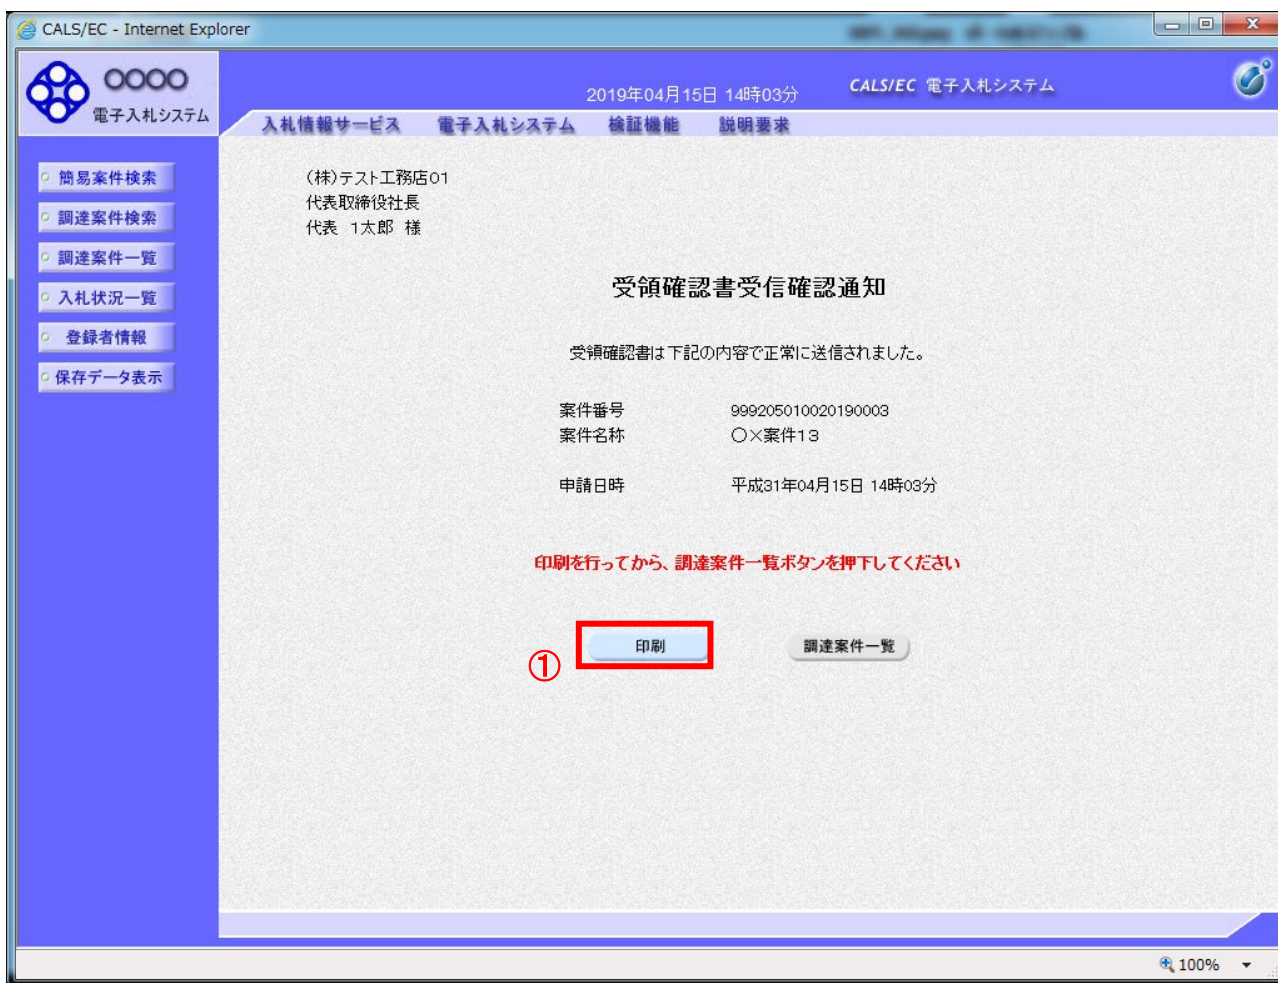 CALS/EC - Internet Explorer
〇〇〇〇
電子入札システム
2019年04月15日 14時03分
CALS/EC 電子入札システム
入札情報サービス 電子入札システム 検証機能 説明要求
簡易案件検索
調達案件検索
調達案件一覧
入札状況一覧
登録者情報
保存データ表示
(株)テスト工務店01
代表取締役社長
代表 1太郎 様
受領確認書受信確認通知
受領確認書は下記の内容で正常に送信されました。
案件番号 999205010020190003
案件名称 〇×案件13
申請日時 平成31年04月15日 14時03分
印刷を行ってから、調達案件一覧ボタンを押下してください
① 印刷 調達案件一覧
100%